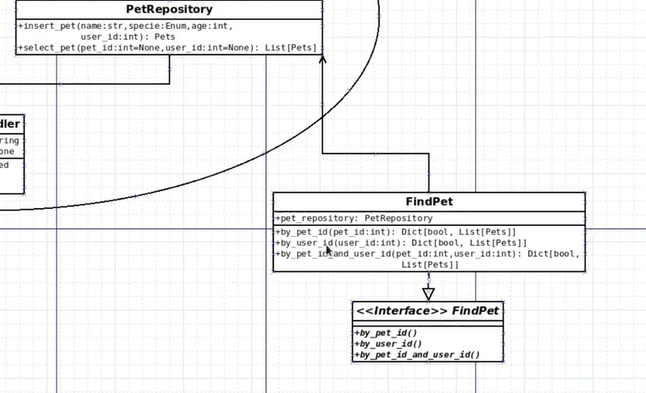 PetRepository
+insert_pet(name:str,specie:Enum,age:int,
user_id:int): Pets
+select_pet(pet_id:int=None,user_id:int=None): List[Pets]
dler
ring
one
ed
FindPet
+pet_repository: PetRepository
+by_pet_id(pet_id:int): Dict[bool, List[Pets]]
+by_user_id(user_id:int): Dict[bool, List[Pets]]
+by_pet_id_and_user_id(pet_id:int,user_id:int): Dict[bool,
List[Pets]]
<<Interface>> FindPet
+by_pet_id()
+by_user_id()
+by_pet_id_and_user_id()